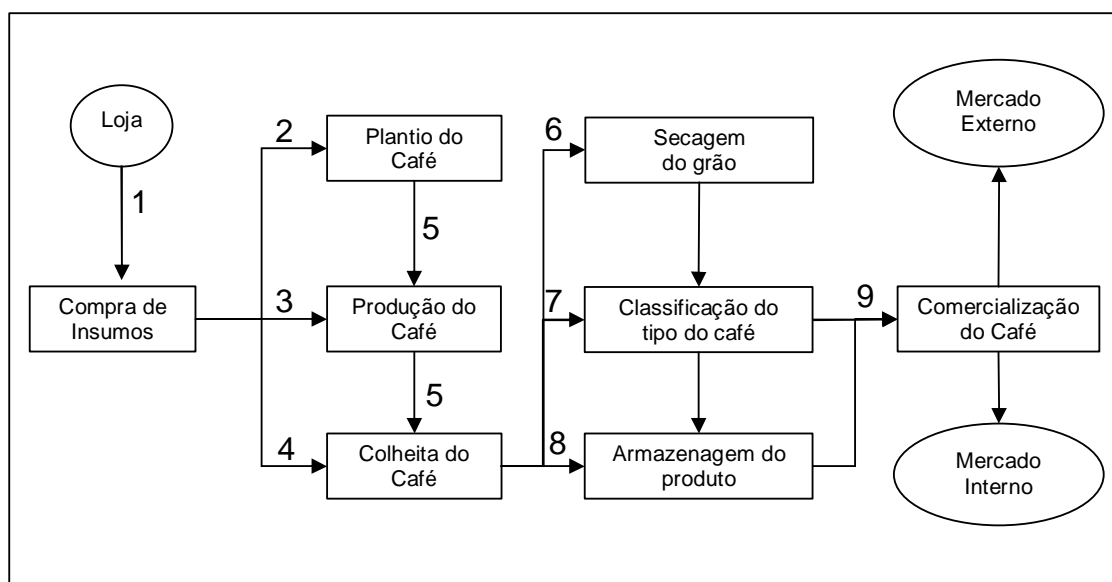 Loja
1
Compra de
Insumos
2
Plantio do
Café
5
3
Produção do
Café
5
4
Colheita do
Café
6
Secagem
do grão
7
Classificação do
tipo do café
8
Armazenagem do
produto
9
Comercialização
do Café
Mercado
Externo
Mercado
Interno